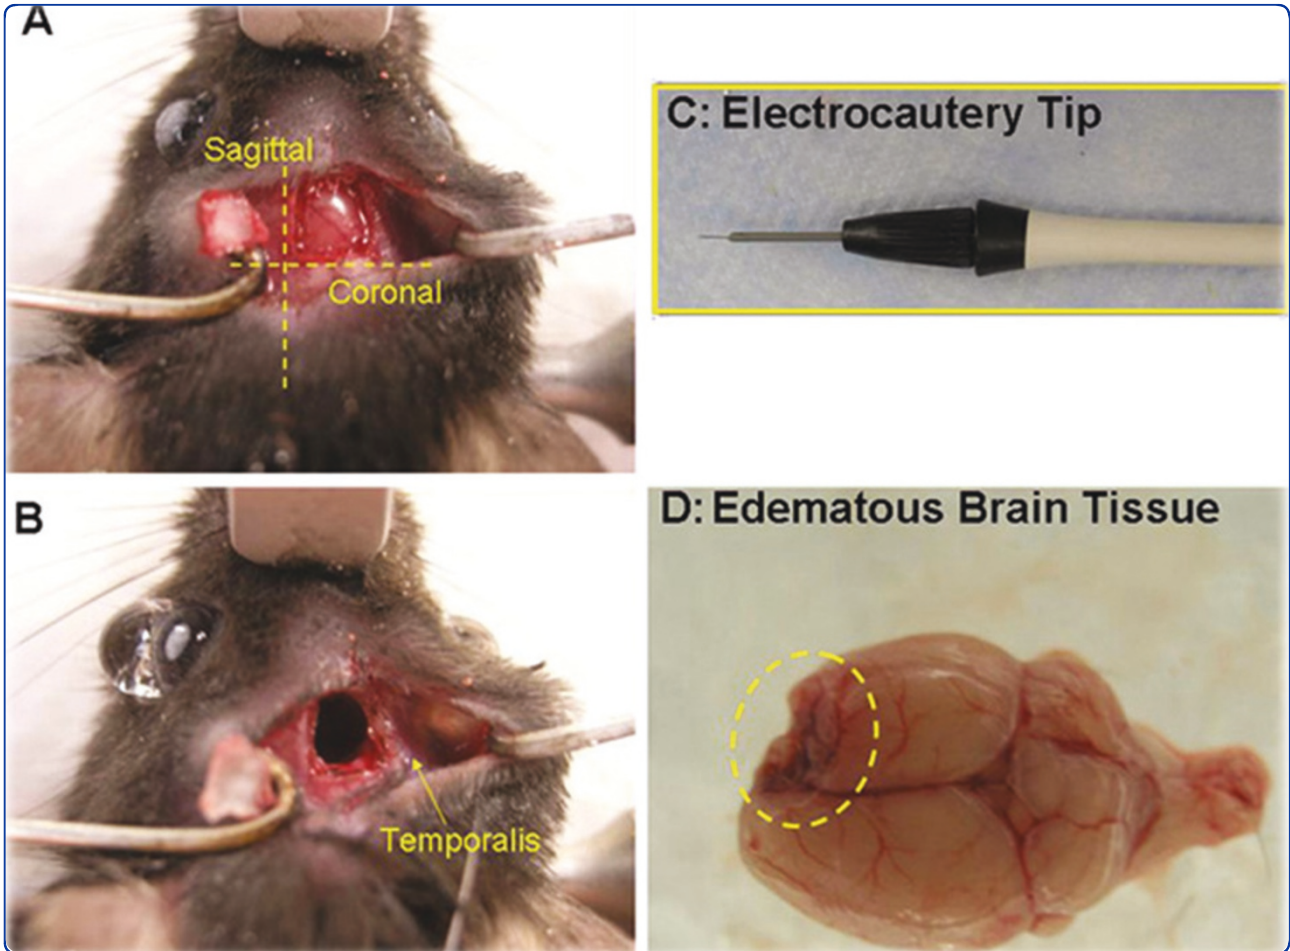 A
Sagittal
Coronal
C: Electrocautery Tip
B
Temporalis
D: Edematous Brain Tissue